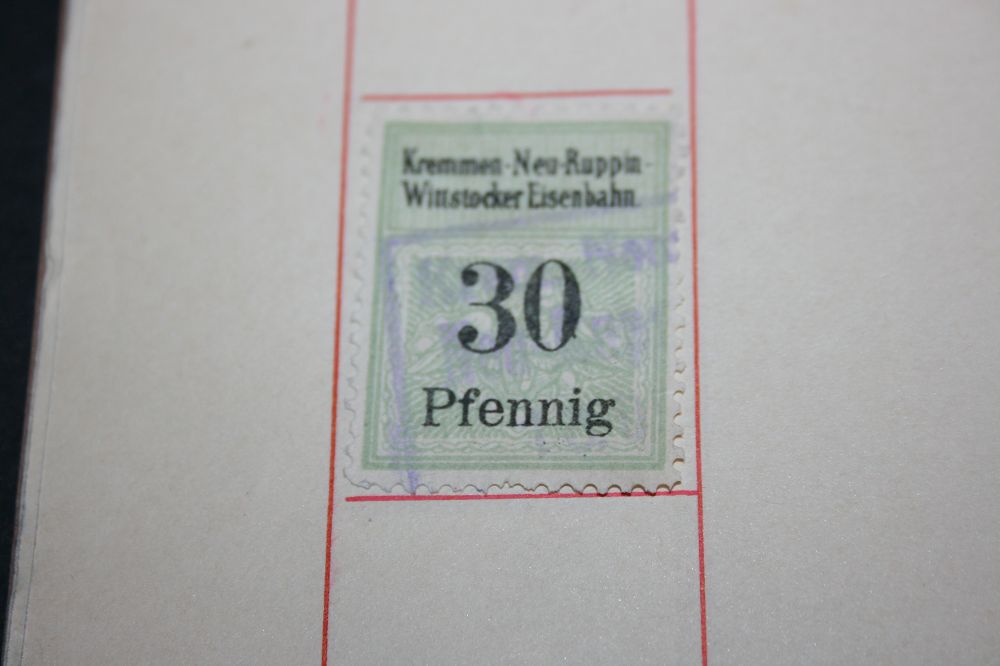 Kremmen-Neu-Ruppin-
Wittstocker Eisenbahn.
30
Pfennig